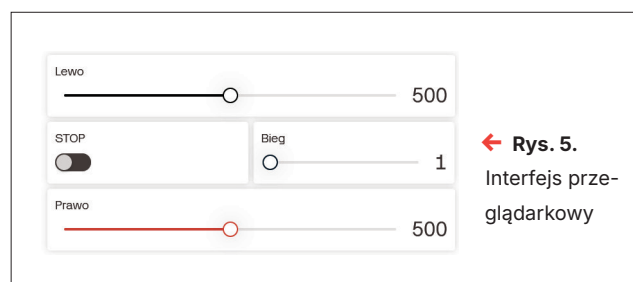 Lewo
500
STOP
Bieg
1
Prawo
500
← Rys. 5.
Interfejs prze-
glądarkowy